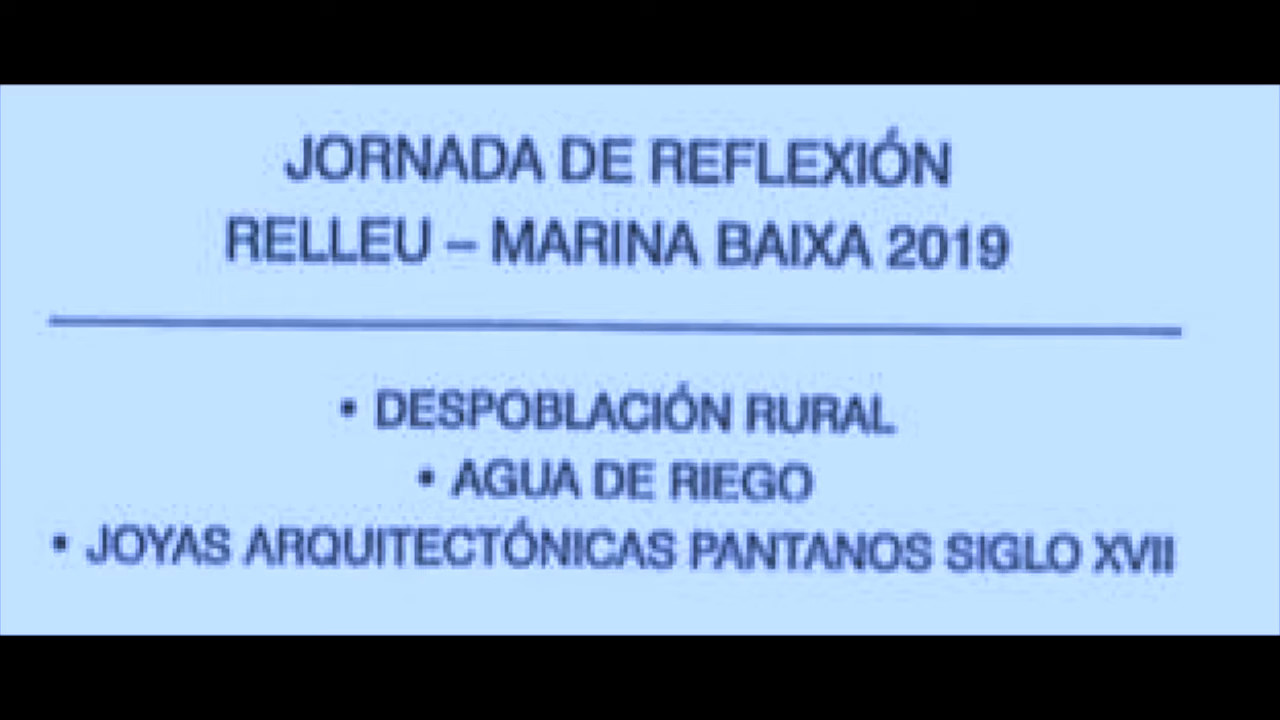 JORNADA DE REFLEXIÓN
RELLEU – MARINA BAIXA 2019
• DESPOBLACIÓN RURAL
• AGUA DE RIEGO
• JOYAS ARQUITECTÓNICAS PANTANOS SIGLO XVII